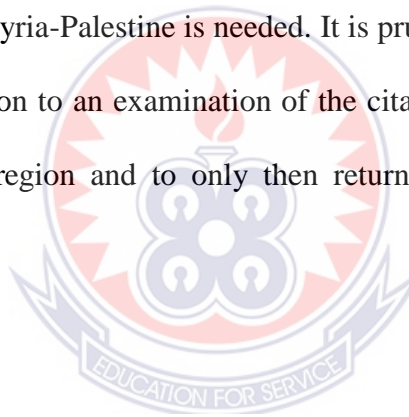 yria-Palestine is needed. It is pru
on to an examination of the cita
region and to only then return
EDUCATION FOR SERVICE